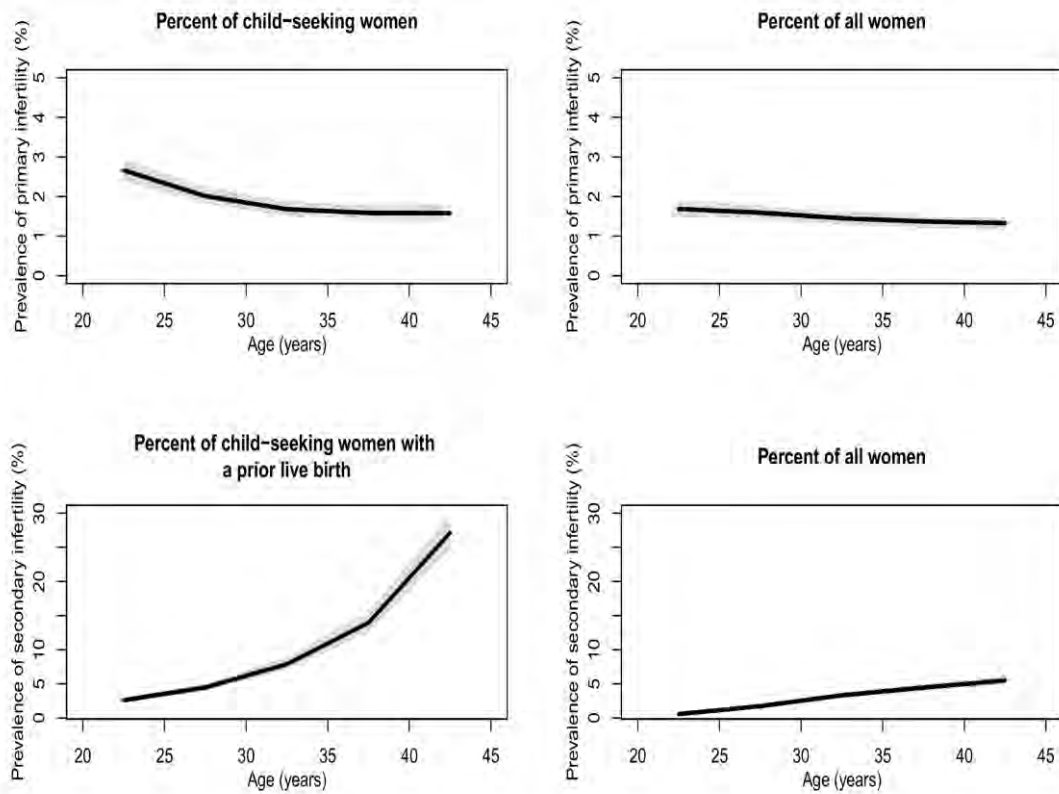 Percent of child−seeking women
Prevalence of primary infertility (%)
5
4
3
2
1
0
20 25 30 35 40 45
Age (years)
Percent of all women
Prevalence of primary infertility (%)
5
4
3
2
1
0
20 25 30 35 40 45
Age (years)
Percent of child−seeking women with
a prior live birth
Prevalence of secondary infertility (%)
30
20
10
5
0
20 25 30 35 40 45
Age (years)
Percent of all women
Prevalence of secondary infertility (%)
30
20
10
5
0
20 25 30 35 40 45
Age (years)